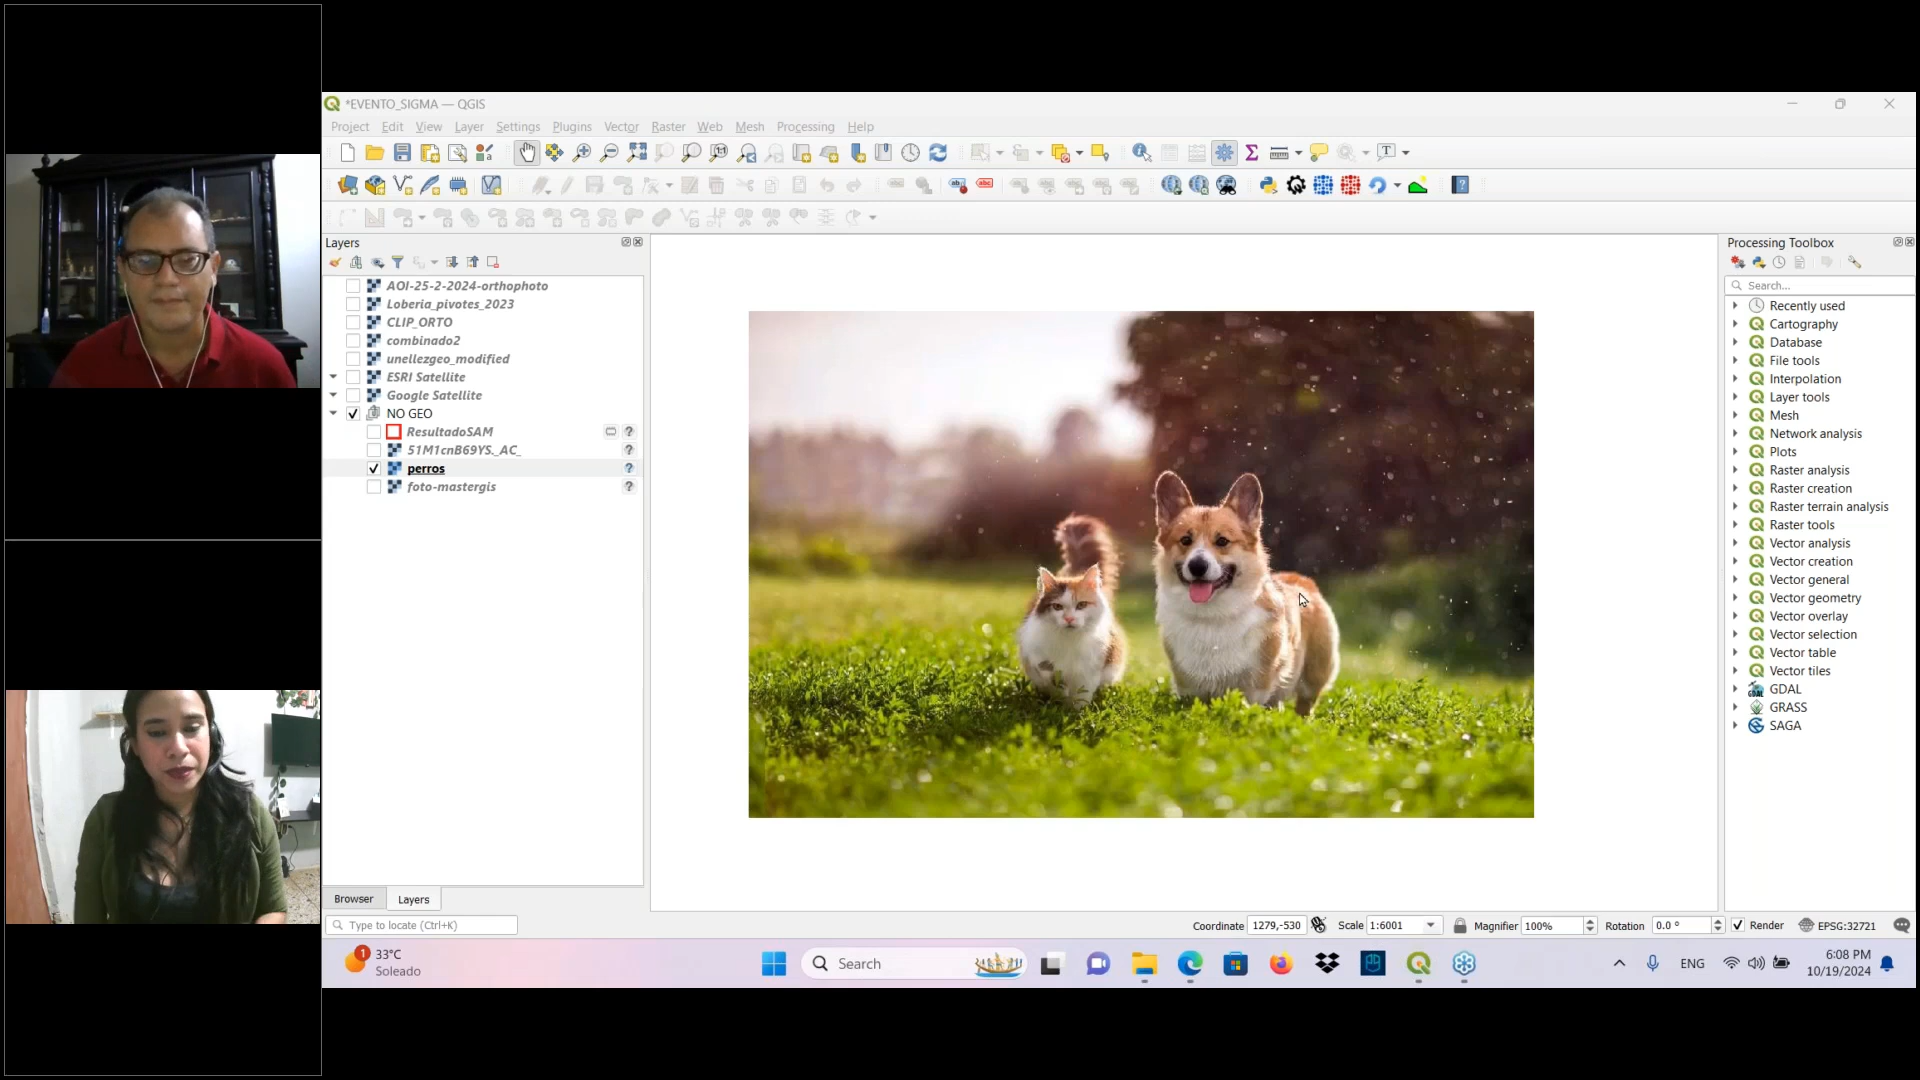 *EVENTO_SIGMA — QGIS
Project Edit View Layer Settings Plugins Vector Raster Web Mesh Processing Help
Layers
AOI-25-2-2024-orthophoto
Loberia_pivotes_2023
CLIP_ORTO
combinado2
unellezgeo_modified
ESRI Satellite
Google Satellite
NO GEO
ResultadoSAM
51M1cnB69YS._AC_
perros
foto-mastergis
Browser Layers
Type to locate (Ctrl+K)
Processing Toolbox
Search...
Recently used
Cartography
Database
File tools
Interpolation
Layer tools
Mesh
Network analysis
Plots
Raster analysis
Raster creation
Raster terrain analysis
Raster tools
Vector analysis
Vector creation
Vector general
Vector geometry
Vector overlay
Vector selection
Vector table
Vector tiles
GDAL
GRASS
SAGA
Coordinate 1279,-530 Scale 1:6001 Magnifier 100% Rotation 0.0 ° Render EPSG:32721
1
33°C
Soleado
Search
ENG
6:08 PM
10/19/2024